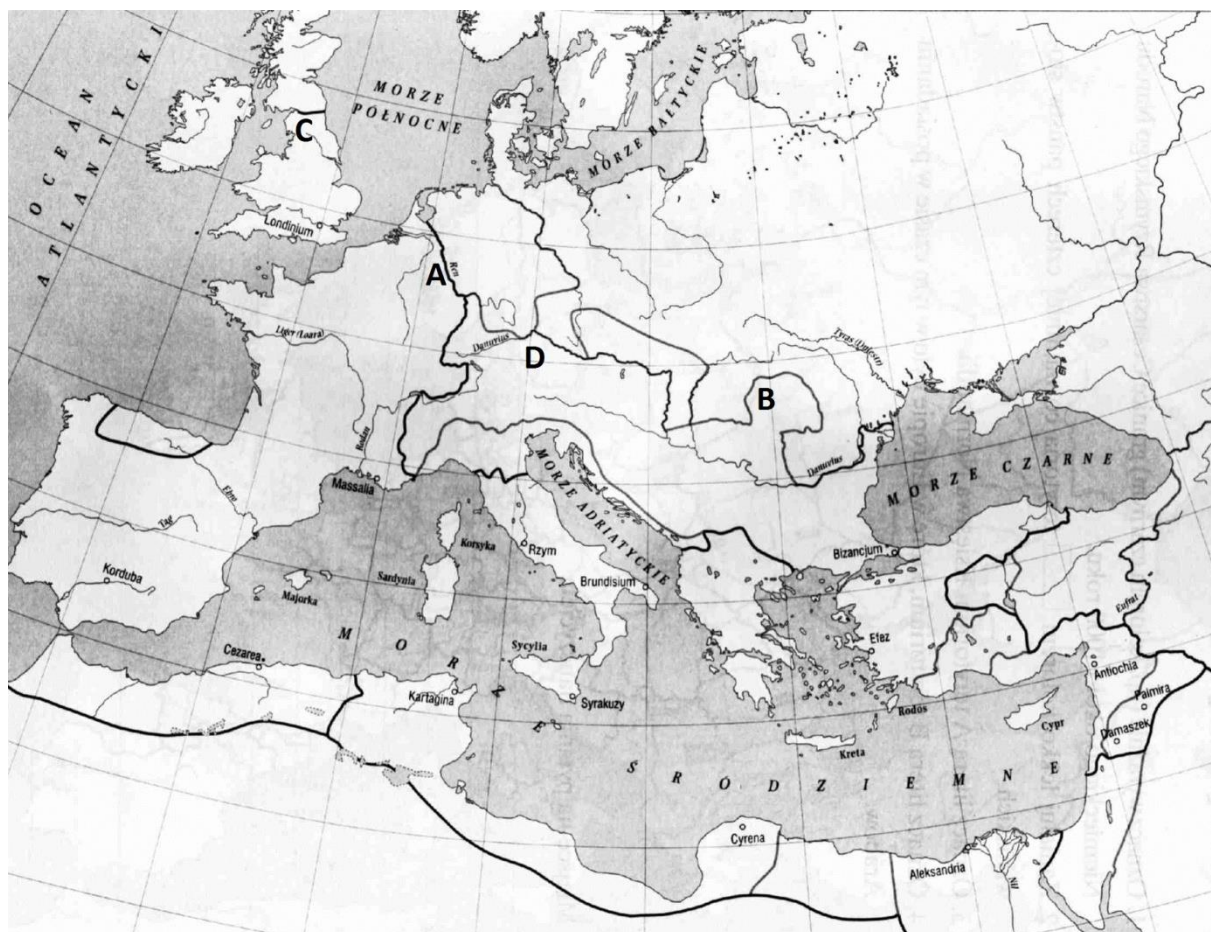 OCEAN
ATLANTYCKI
MORZE
PÓŁNOCNE
MORZE BAŁTYCKIE
C
Londinium
A
Ren
Liger (Loara)
Danuvius
D
Tyras (Dniestr)
B
Danuvius
Rodan
Massalia
Ebro
Tag
Korduba
Majorka
Korsyka
Sardynia
Rzym
MORZE ADRIATYCKIE
Brundisium
MORZE CZARNE
Bizancjum
Eufrat
Efez
Antiochia
Palmira
Damaszek
Cypr
Rodos
Kreta
Sycylia
Syrakuzy
Cezarea
Kartagina
MORZE
ŚRÓDZIEMNE
Cyrena
Aleksandria
Nil